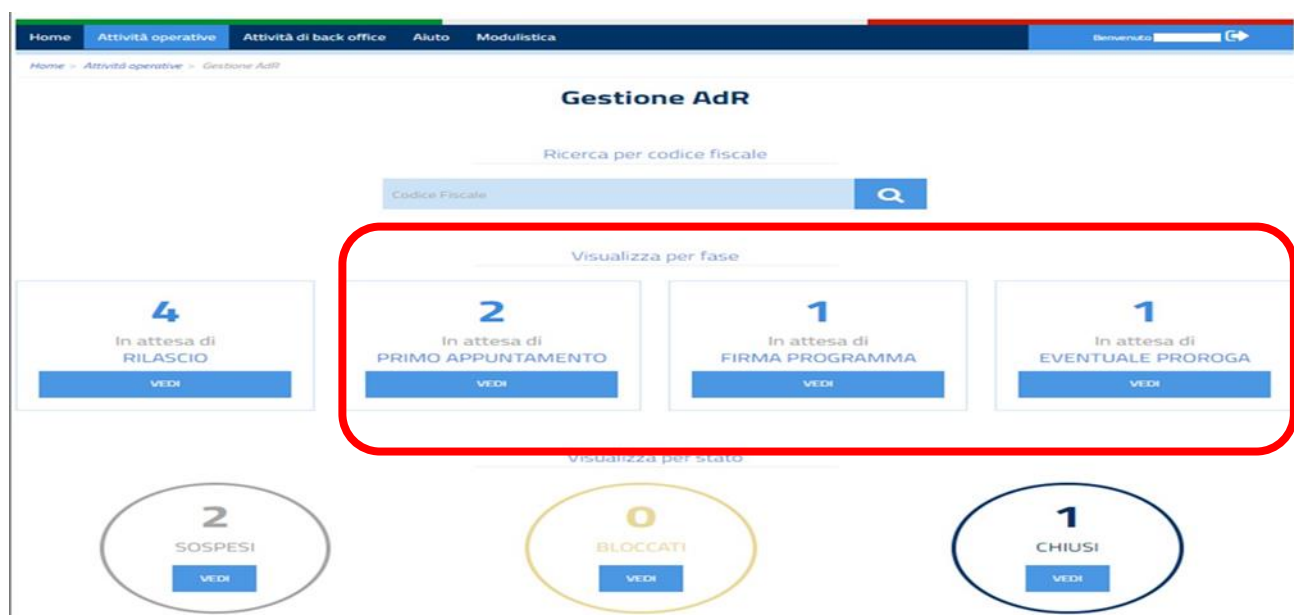 Home Attività operative Attività di back office Aiuto Modulistica Benvenuto
Home > Attività operative > Gestione AdR
Gestione AdR
Ricerca per codice fiscale
Codice Fiscale
Visualizza per fase
4 2 1 1
In attesa di In attesa di In attesa di In attesa di
RILASCIO PRIMO APPUNTAMENTO FIRMA PROGRAMMA EVENTUALE PROROGA
VEDI VEDI VEDI VEDI
Visualizza per stato
2 0 1
SOSPESI BLOCCATI CHIUSI
VEDI VEDI VEDI